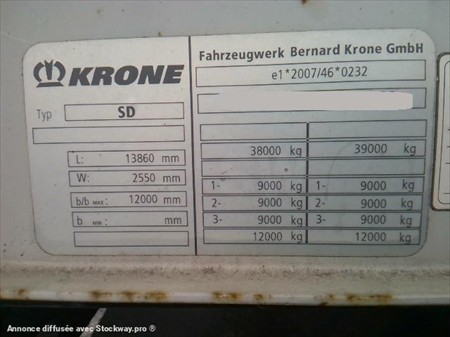 KRONE
Fahrzeugwerk Bernard Krone GmbH
e1*2007/46*0232
Typ SD
38000 kg 39000 kg
L: 13860 mm
W: 2550 mm
b/b MAX: 12000 mm
b MIN: mm
1- 9000 kg 1- 9000 kg
2- 9000 kg 2- 9000 kg
3- 9000 kg 3- 9000 kg
12000 kg 12000 kg
Annonce diffusée avec Stockway.pro ®